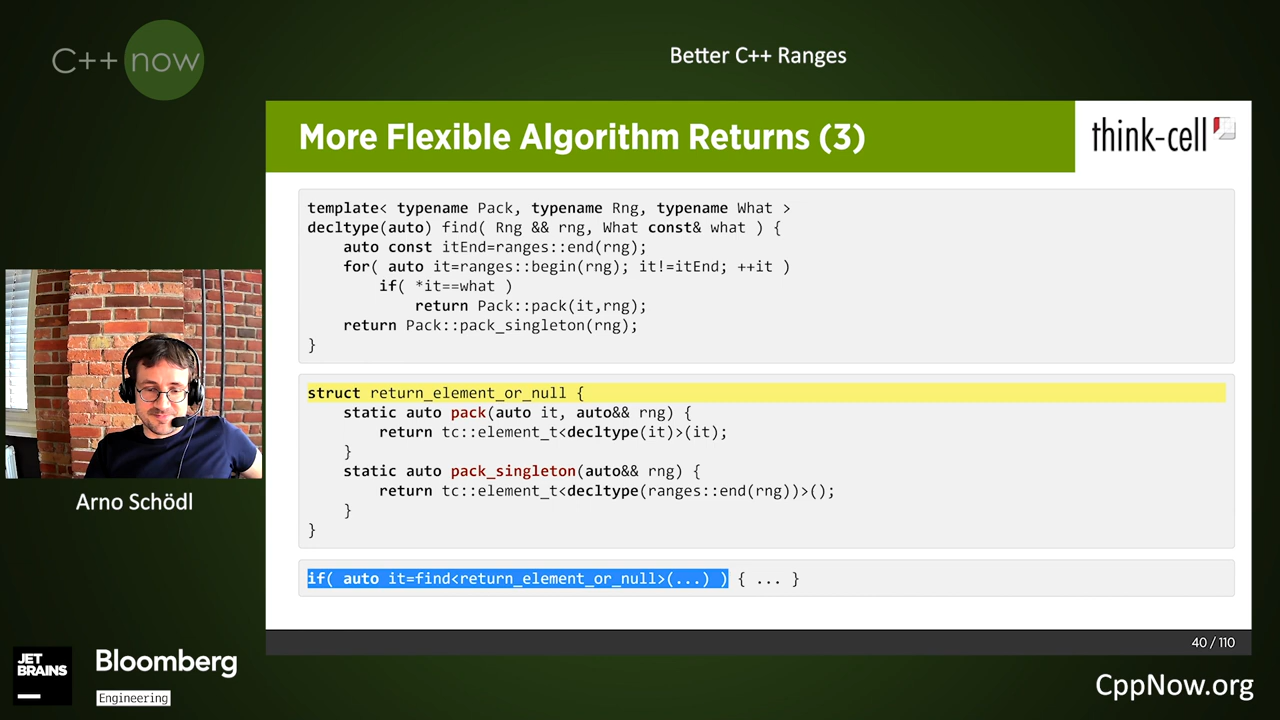 C++ now
Better C++ Ranges
More Flexible Algorithm Returns (3)
think-cell
template< typename Pack, typename Rng, typename What >
decltype(auto) find( Rng && rng, What const& what ) {
    auto const itEnd=ranges::end(rng);
    for( auto it=ranges::begin(rng); it!=itEnd; ++it )
        if( *it==what )
            return Pack::pack(it,rng);
    return Pack::pack_singleton(rng);
}
struct return_element_or_null {
    static auto pack(auto it, auto&& rng) {
        return tc::element_t<decltype(it)>(it);
    }
    static auto pack_singleton(auto&& rng) {
        return tc::element_t<decltype(ranges::end(rng))>();
    }
}
if( auto it=find<return_element_or_null>(...) ) { ... }
40 / 110
Arno Schödl
JET
BRAINS
Bloomberg
Engineering
CppNow.org